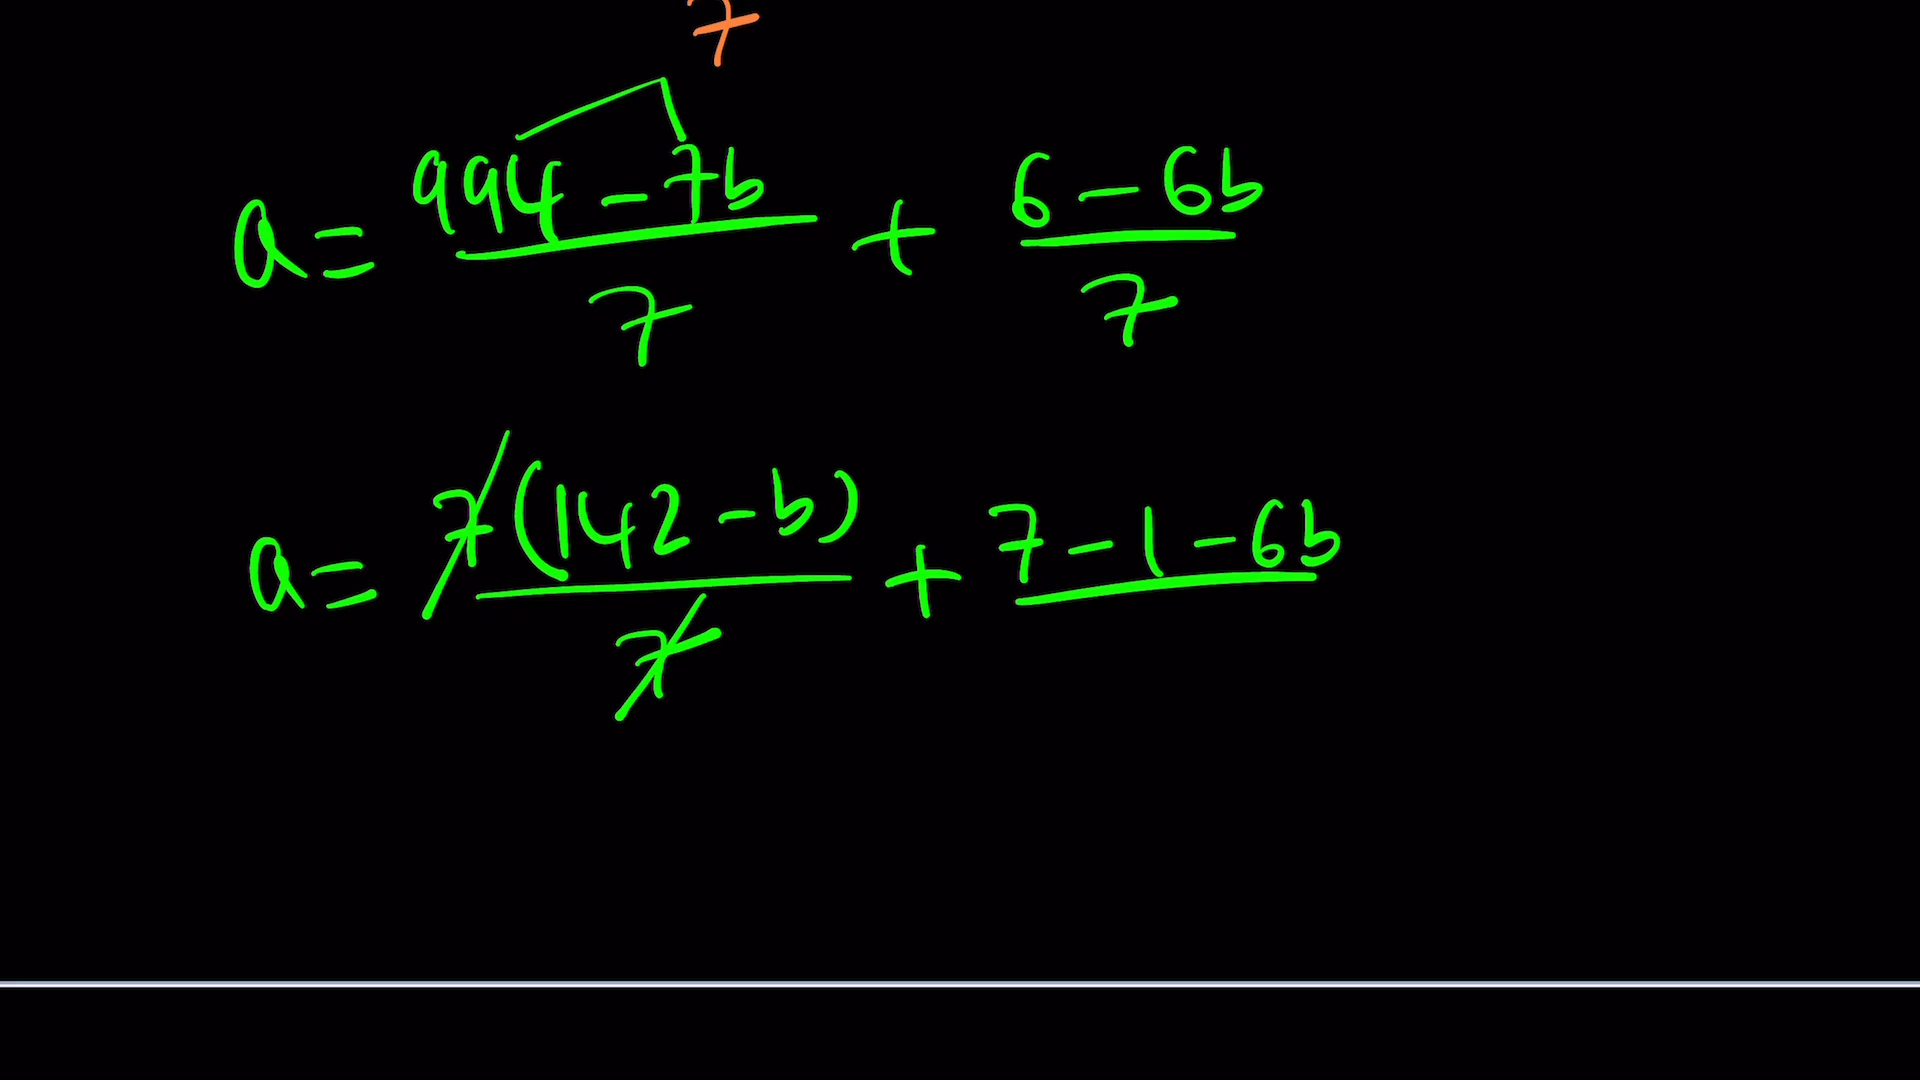 7
a = 994 - 7b / 7 + 6 - 6b / 7
a = 7(142 - b) / 7 + 7 - 1 - 6b